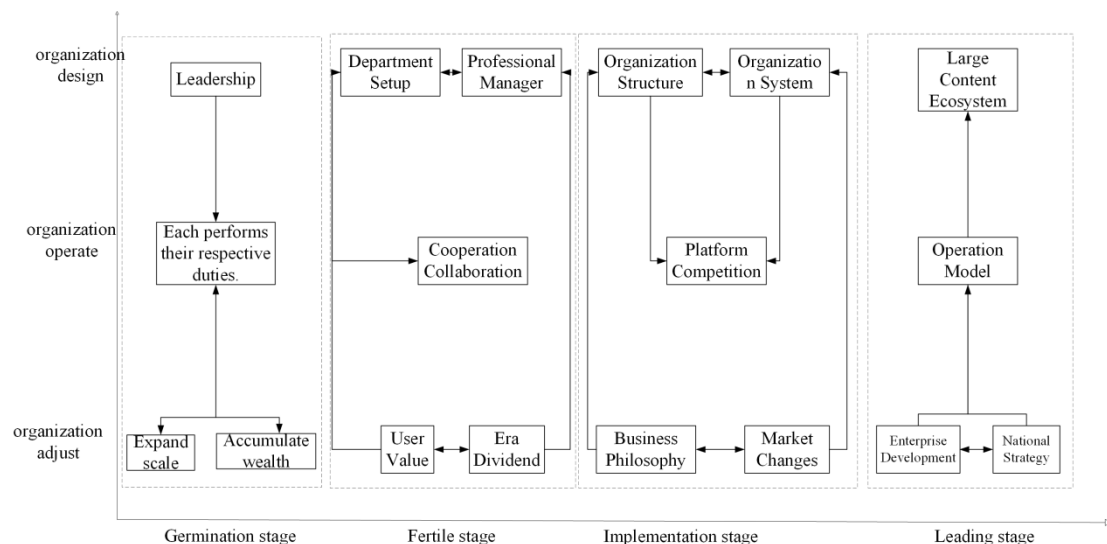 organization
design
Leadership
Department
Setup
Professional
Manager
Organization
Structure
Organizatio
n System
Large
Content
Ecosystem
organization
operate
Each performs
their respective
duties.
Cooperation
Collaboration
Platform
Competition
Operation
Model
organization
adjust
Expand
scale
Accumulate
wealth
User
Value
Era
Dividend
Business
Philosophy
Market
Changes
Enterprise
Development
National
Strategy
Germination stage
Fertile stage
Implementation stage
Leading stage